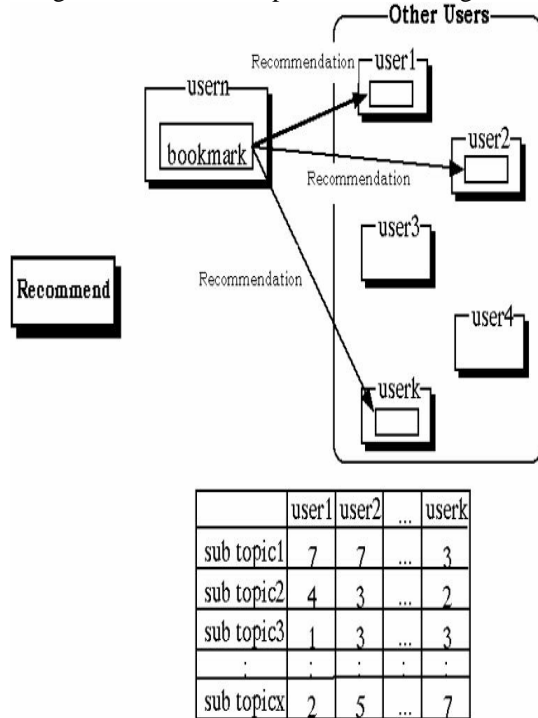 Other Users
Recommendation
user1
usern
bookmark
user2
Recommendation
user3
Recommendation
Recommend
user4
userk
user1 user2 ... userk
sub topic1 7 7 ... 3
sub topic2 4 3 ... 2
sub topic3 1 3 ... 3
: : : : :
sub topicx 2 5 ... 7